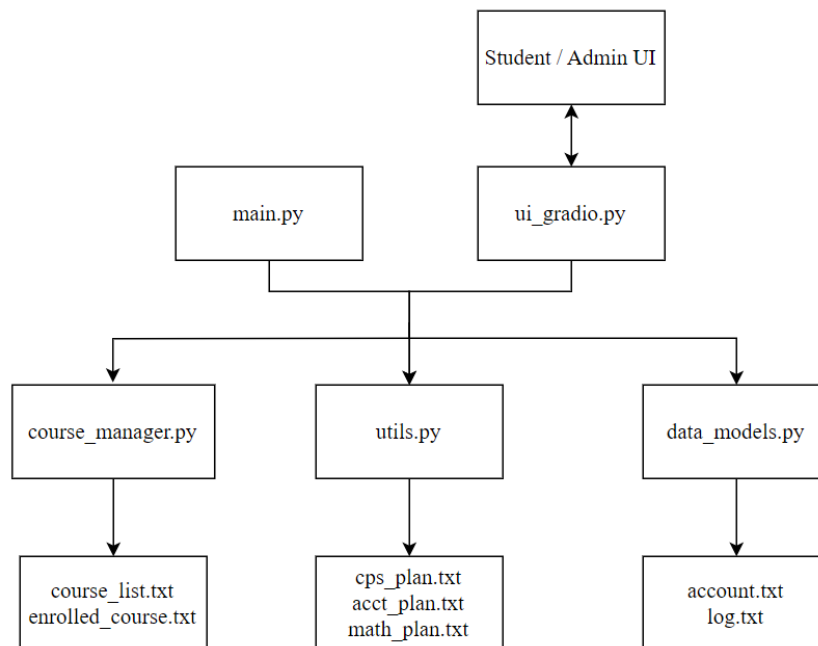 Student / Admin UI
main.py
ui_gradio.py
course_manager.py
utils.py
data_models.py
course_list.txt
enrolled_course.txt
cps_plan.txt
acct_plan.txt
math_plan.txt
account.txt
log.txt